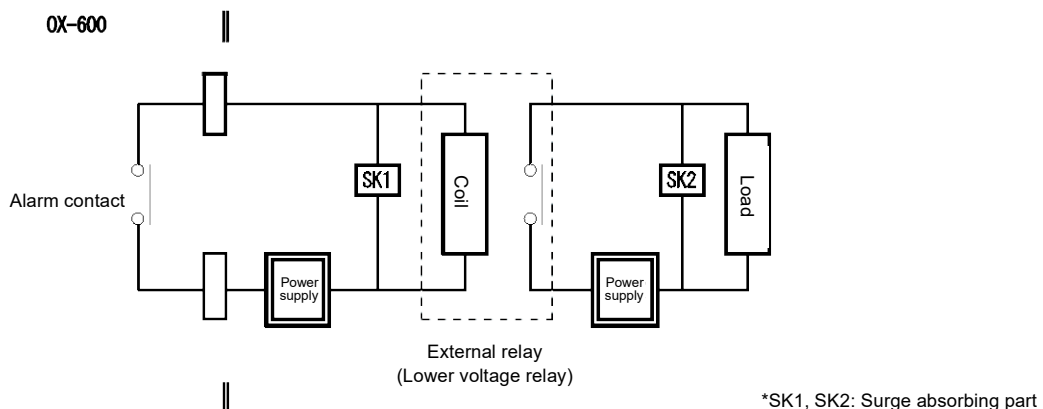 OX-600
Alarm contact
SK1
Coil
SK2
Load
Power
supply
Power
supply
External relay
(Lower voltage relay)
*SK1, SK2: Surge absorbing part